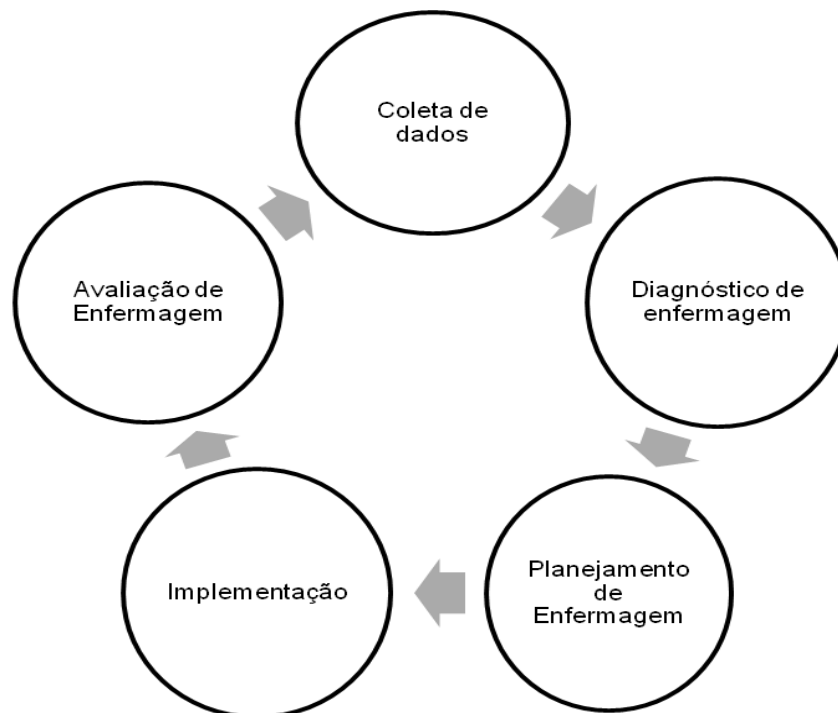 Coleta de
dados
Diagnóstico de
enfermagem
Planejamento
de
Enfermagem
Implementação
Avaliação de
Enfermagem